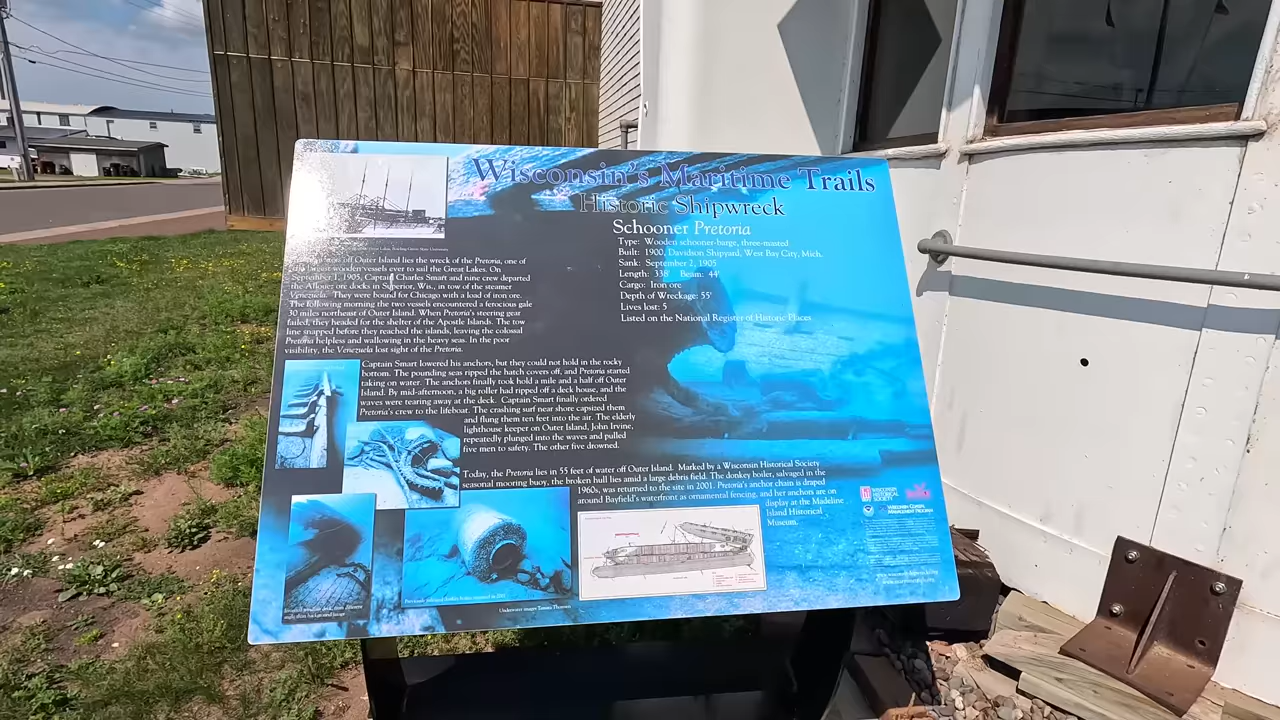 Wisconsin's Maritime Trails
Historic Shipwreck
Schooner Pretoria
Type: Wooden schooner-barge, three-masted
Built: 1900, Davidson Shipyard, West Bay City, Mich.
Sank: September 2, 1905
Length: 338' Beam: 44'
Cargo: Iron ore
Depth of Wreckage: 55'
Lives lost: 5
Listed on the National Register of Historic Places
off Outer Island lies the wreck of the Pretoria, one of
the largest wooden vessels ever to sail the Great Lakes. On
September 1, 1905, Captain Charles Smart and nine crew departed
the Allouez ore docks in Superior, Wis., in tow of the steamer
Venezuela. They were bound for Chicago with a load of iron ore.
The following morning the two vessels encountered a ferocious gale
30 miles northeast of Outer Island. When Pretoria's steering gear
failed, they headed for the shelter of the Apostle Islands. The tow
line snapped before they reached the islands, leaving the colossal
Pretoria helpless and wallowing in the heavy seas. In the poor
visibility, the Venezuela lost sight of the Pretoria.
Captain Smart lowered his anchors, but they could not hold in the rocky
bottom. The pounding seas ripped the hatch covers off, and Pretoria started
taking on water. The anchors finally took hold a mile and a half off Outer
Island. By mid-afternoon, a big roller had ripped off a deck house, and the
waves were tearing away at the deck. Captain Smart finally ordered
Pretoria's crew to the lifeboat. The crashing surf near shore capsized them
and flung them ten feet into the air. The elderly
lighthouse keeper on Outer Island, John Irvine,
repeatedly plunged into the waves and pulled
five men to safety. The other five drowned.
Today, the Pretoria lies in 55 feet of water off Outer Island. Marked by a Wisconsin Historical Society
seasonal mooring buoy, the broken hull lies amid a large debris field. The donkey boiler, salvaged in the
1960s, was returned to the site in 2001. Pretoria's anchor chain is draped
around Bayfield's waterfront as ornamental fencing, and her anchors are on
display at the Madeline
Island Historical
Museum.
WISCONSIN
HISTORICAL
SOCIETY
WISCONSIN COASTAL
MANAGEMENT PROGRAM
Underwater images Tamara Thomsen